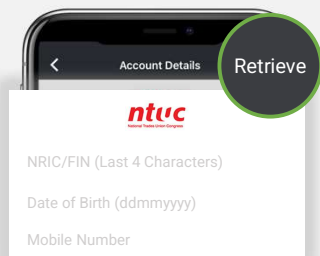 Account Details
Retrieve
ntuc
National Trades Union Congress
NRIC/FIN (Last 4 Characters)
Date of Birth (ddmmyyyy)
Mobile Number